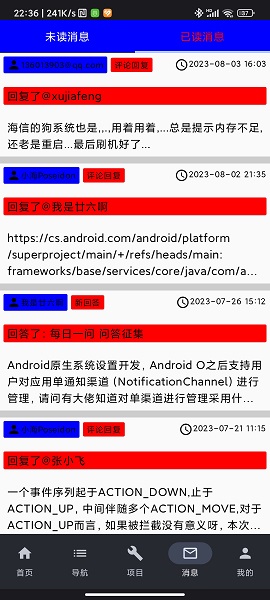 22:36 | 241K/s
57
未读消息
已读消息
评论回复
2023-08-03 16:03
回复了@xujiafeng
海信的狗系统也是,,.,用着用着,...总是提示内存不足,
还老是重启...最后刷机好了...
评论回复
2023-08-02 21:35
回复了@我是廿六啊
https://cs.android.com/android/platform
/superproject/main/+/refs/heads/main:
frameworks/base/services/core/java/com/a...
我是廿六啊
新回答
2023-07-26 15:12
回答了: 每日一问 问答征集
Android原生系统设置开发，Android O之后支持用
户对应用单通知渠道 (NotificationChannel) 进行
管理，请问有大佬知道对单渠道进行管理采用什...
评论回复
2023-07-21 11:15
回复了@张小飞
一个事件序列起于ACTION_DOWN,止于
ACTION_UP，中间伴随多个ACTION_MOVE,对于
ACTION_UP而言，如果被拦截没有意义呀，本次...
首页
导航
项目
消息
我的